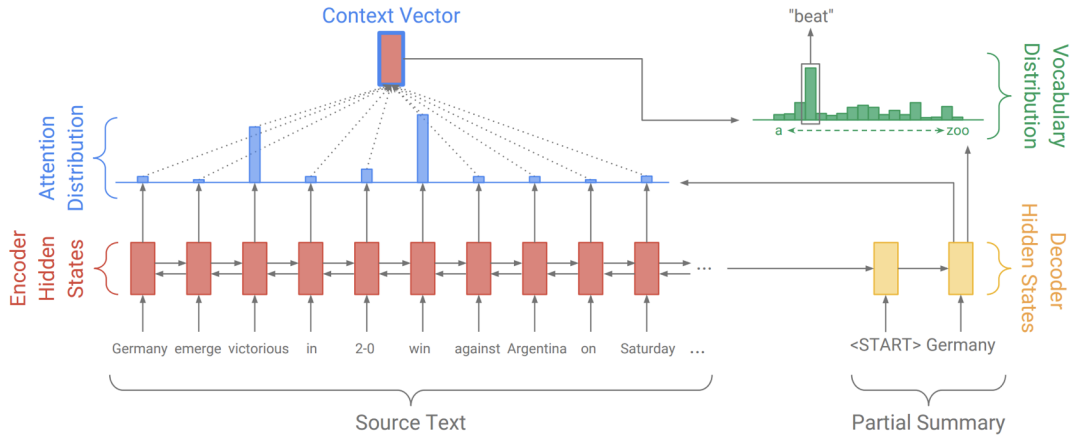 Context Vector
"beat"
a
zoo
Vocabulary
Distribution
Attention
Distribution
Encoder
Hidden
States
...
Decoder
Hidden States
Germany emerge victorious in 2-0 win against Argentina on Saturday ...
<START> Germany
Source Text
Partial Summary